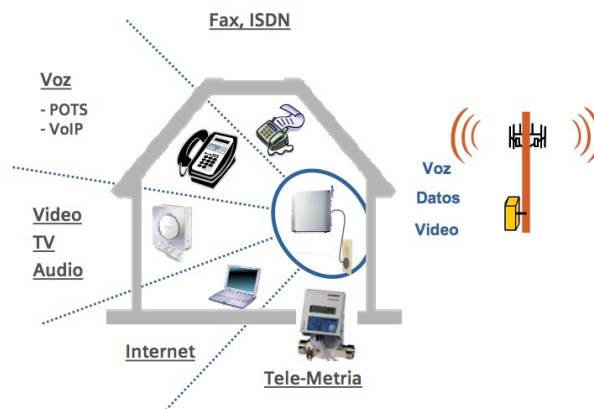 Fax, ISDN
Voz
- POTS
- VoIP
Video
TV
Audio
Internet
Tele-Metria
Voz
Datos
Video